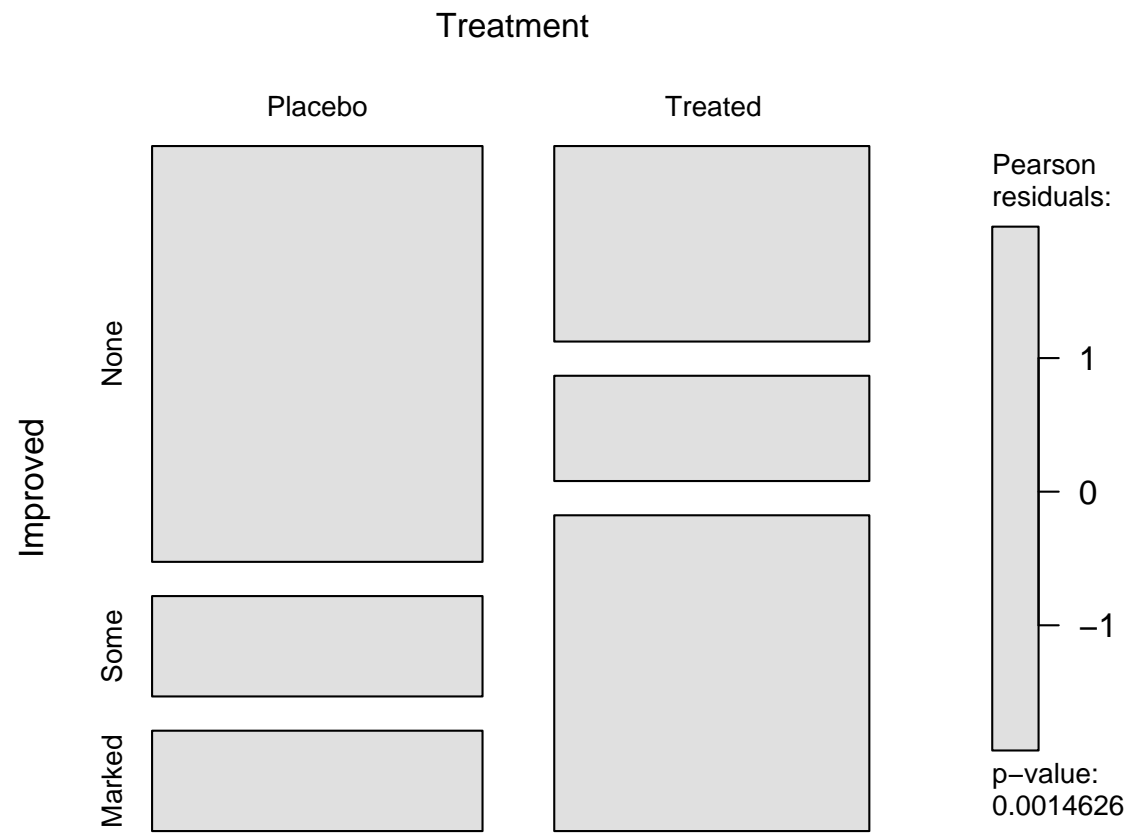 Treatment
Placebo
Treated
Improved
None
Some
Marked
Pearson
residuals:
1
0
−1
p−value:
0.0014626